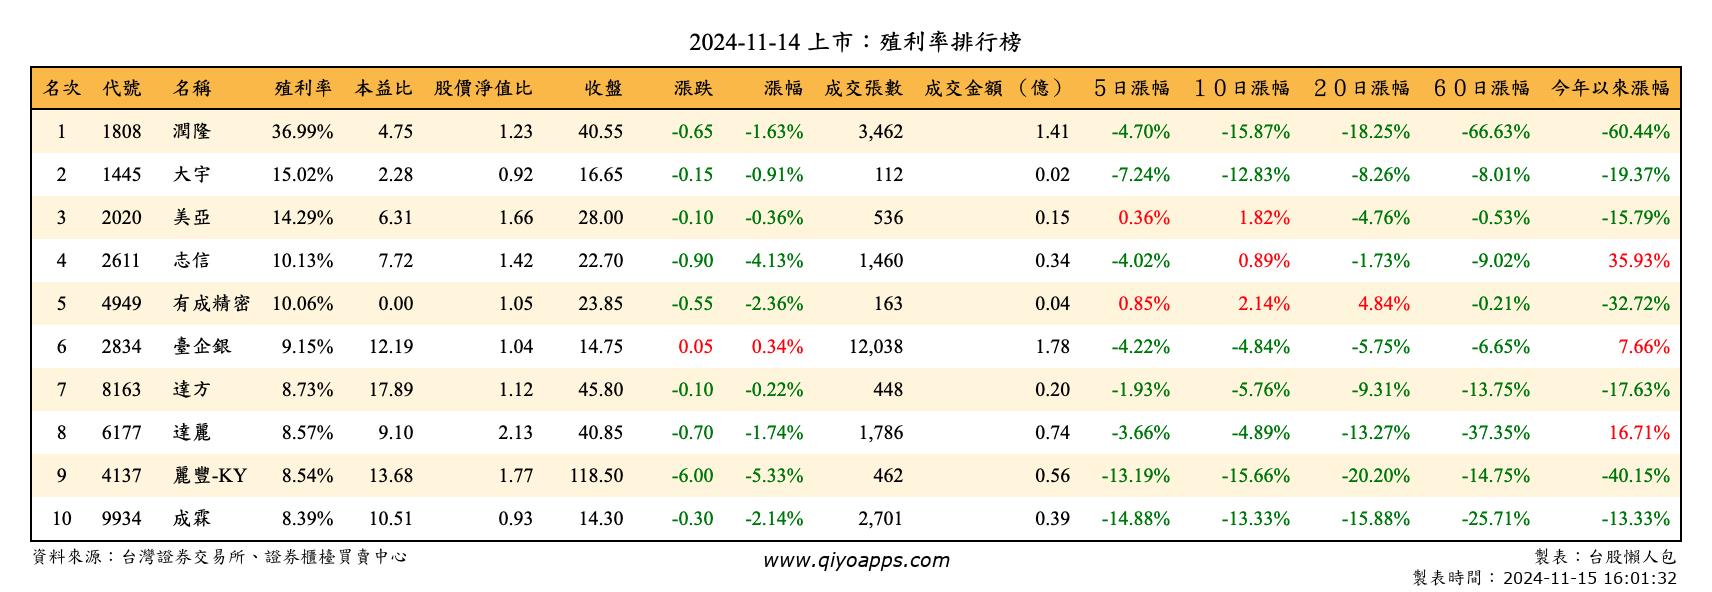 2024-11-14 上市：殖利率排行榜
名次 代號 名稱 殖利率 本益比 股價淨值比 收盤 漲跌 漲幅 成交張數 成交金額（億） ５日漲幅 １０日漲幅 ２０日漲幅 ６０日漲幅 今年以來漲幅
1 1808 潤隆 36.99% 4.75 1.23 40.55 -0.65 -1.63% 3,462 1.41 -4.70% -15.87% -18.25% -66.63% -60.44%
2 1445 大宇 15.02% 2.28 0.92 16.65 -0.15 -0.91% 112 0.02 -7.24% -12.83% -8.26% -8.01% -19.37%
3 2020 美亞 14.29% 6.31 1.66 28.00 -0.10 -0.36% 536 0.15 0.36% 1.82% -4.76% -0.53% -15.79%
4 2611 志信 10.13% 7.72 1.42 22.70 -0.90 -4.13% 1,460 0.34 -4.02% 0.89% -1.73% -9.02% 35.93%
5 4949 有成精密 10.06% 0.00 1.05 23.85 -0.55 -2.36% 163 0.04 0.85% 2.14% 4.84% -0.21% -32.72%
6 2834 臺企銀 9.15% 12.19 1.04 14.75 0.05 0.34% 12,038 1.78 -4.22% -4.84% -5.75% -6.65% 7.66%
7 8163 達方 8.73% 17.89 1.12 45.80 -0.10 -0.22% 448 0.20 -1.93% -5.76% -9.31% -13.75% -17.63%
8 6177 達麗 8.57% 9.10 2.13 40.85 -0.70 -1.74% 1,786 0.74 -3.66% -4.89% -13.27% -37.35% 16.71%
9 4137 麗豐-KY 8.54% 13.68 1.77 118.50 -6.00 -5.33% 462 0.56 -13.19% -15.66% -20.20% -14.75% -40.15%
10 9934 成霖 8.39% 10.51 0.93 14.30 -0.30 -2.14% 2,701 0.39 -14.88% -13.33% -15.88% -25.71% -13.33%
資料來源：台灣證券交易所、證券櫃檯買賣中心 www.qiyoapps.com 製表：台股懶人包
製表時間：2024-11-15 16:01:32